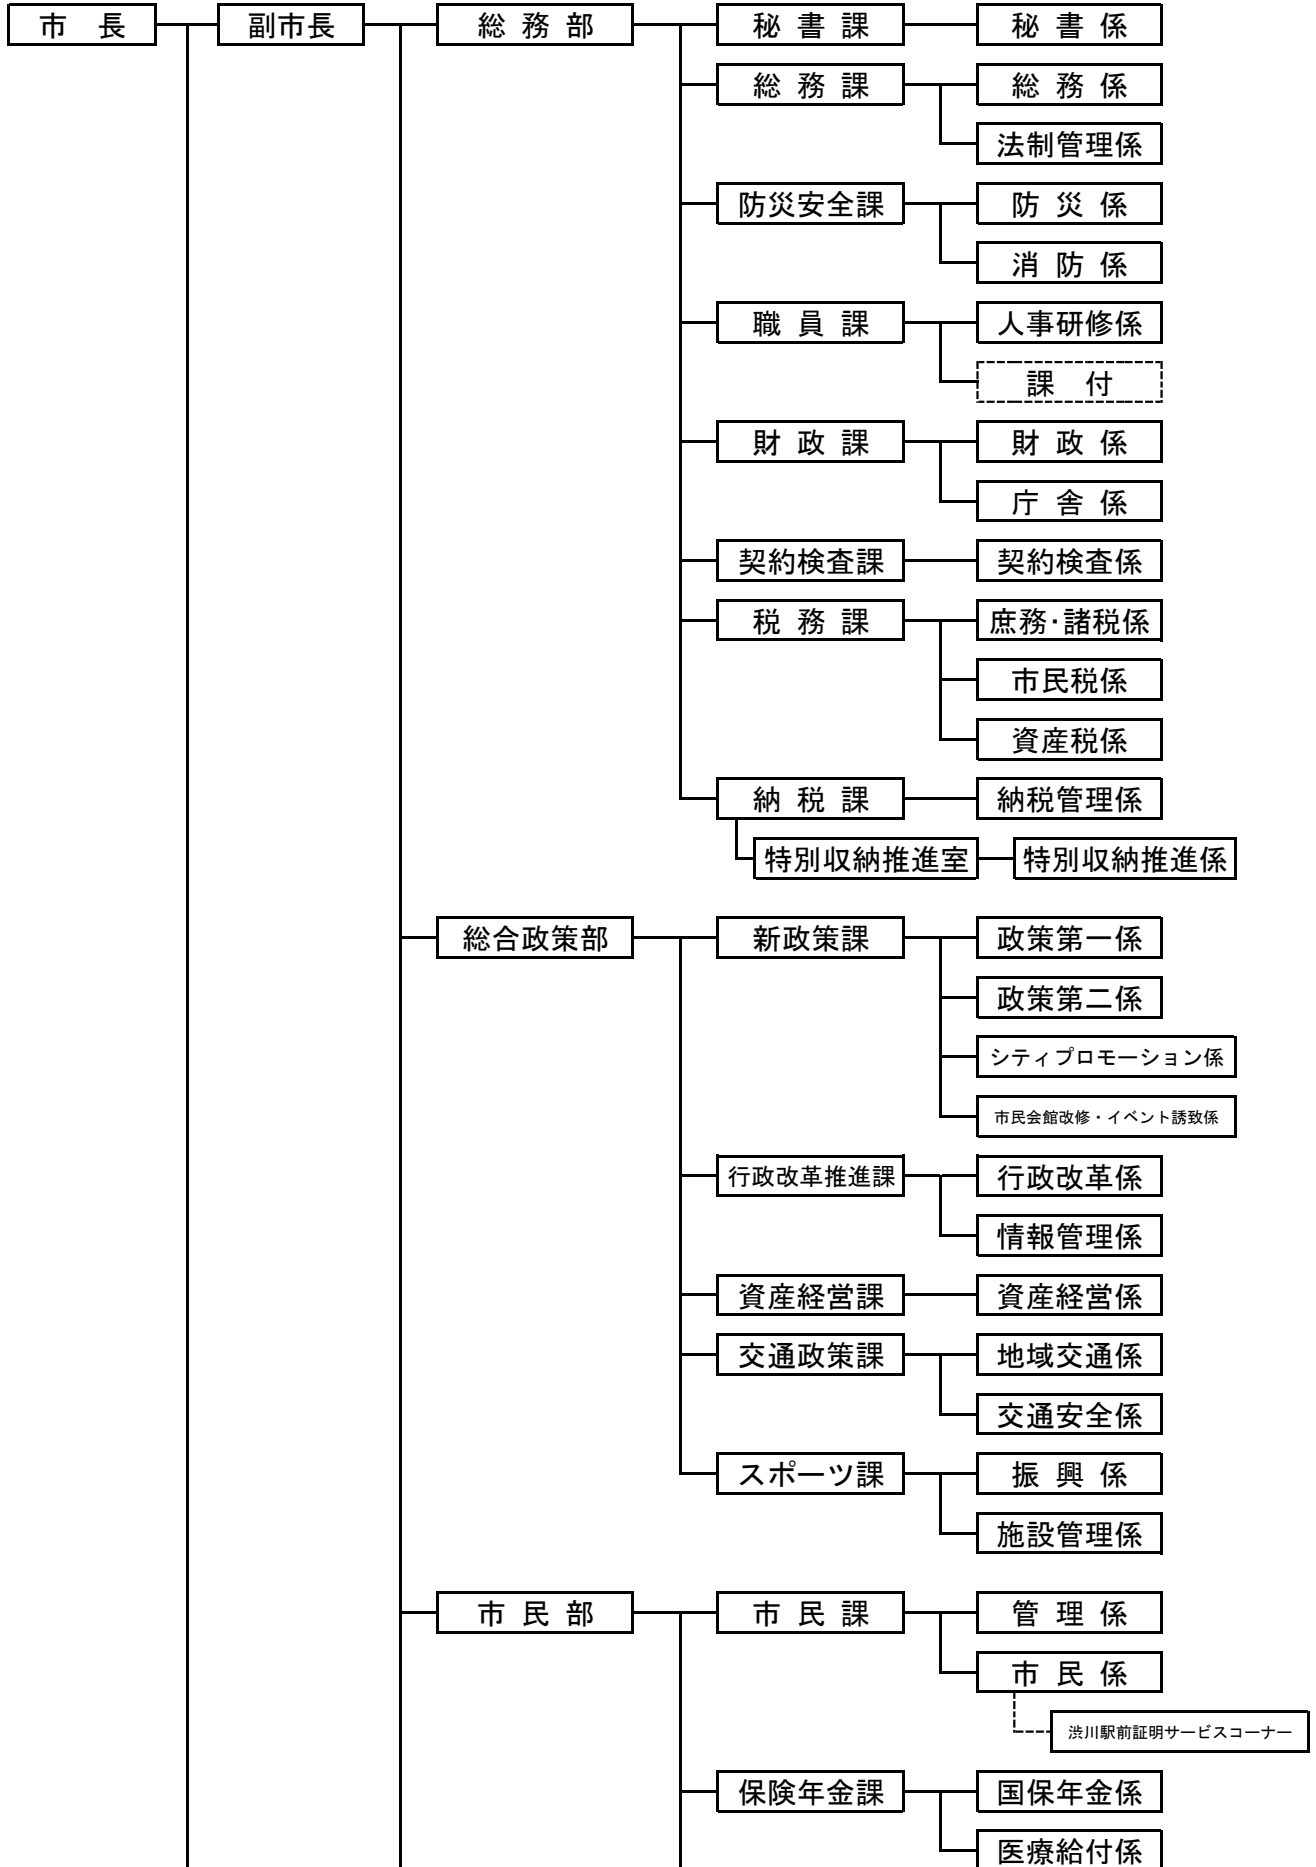 市 長 副市長 総 務 部 秘 書 課 秘 書 係
総 務 課 総 務 係
法制管理係
防災安全課 防 災 係
消 防 係
職 員 課 人事研修係
課 付
財 政 課 財 政 係
庁 舎 係
契約検査課 契約検査係
税 務 課 庶務・諸税係
市民税係
資産税係
納 税 課 納税管理係
特別収納推進室 特別収納推進係
総合政策部 新政策課 政策第一係
政策第二係
シティプロモーション係
市民会館改修・イベント誘致係
行政改革推進課 行政改革係
情報管理係
資産経営課 資産経営係
交通政策課 地域交通係
交通安全係
スポーツ課 振 興 係
施設管理係
市 民 部 市 民 課 管 理 係
市 民 係
渋川駅前証明サービスコーナー
保険年金課 国保年金係
医療給付係